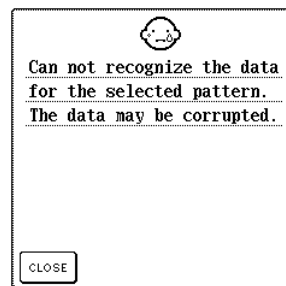 Can not recognize the data
for the selected pattern.
The data may be corrupted.
CLOSE